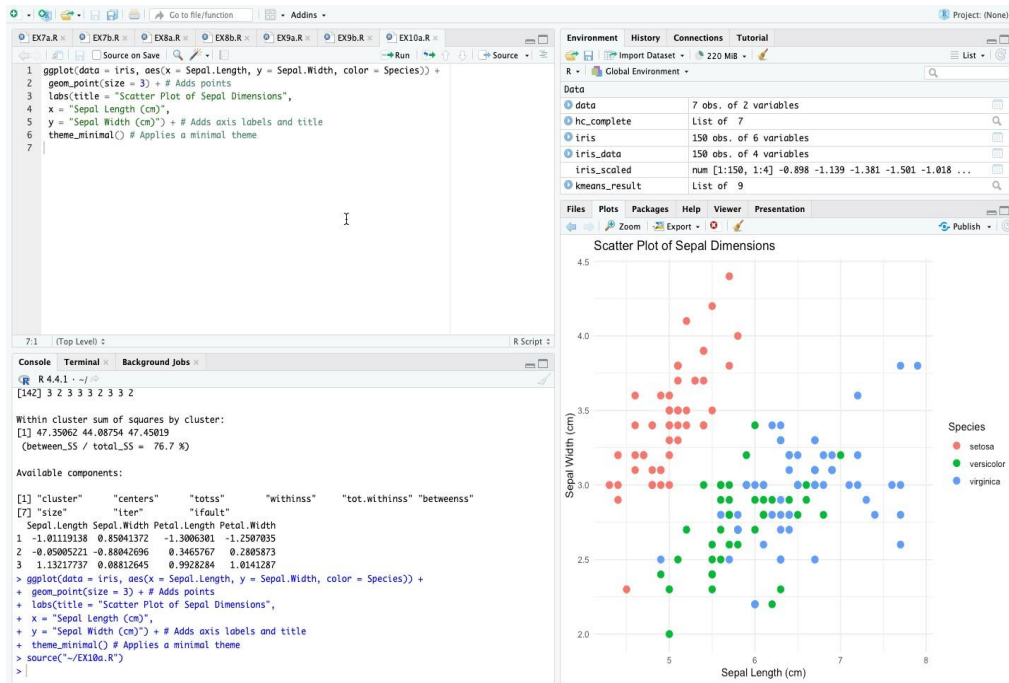 Go to file/function Addins Project: (None)
EX7a.R EX7b.R EX8a.R EX8b.R EX9a.R EX9b.R EX10a.R
Source on Save Run Source
1 ggplot(data = iris, aes(x = Sepal.Length, y = Sepal.Width, color = Species)) +
2 geom_point(size = 3) + # Adds points
3 labs(title = "Scatter Plot of Sepal Dimensions",
4 x = "Sepal Length (cm)",
5 y = "Sepal Width (cm)") + # Adds axis labels and title
6 theme_minimal() # Applies a minimal theme
7
7:1 (Top Level) R Script
Console Terminal Background Jobs
R 4.4.1 · ~/
[142] 3 2 3 3 3 2 3 3 2
Within cluster sum of squares by cluster:
[1] 47.35062 44.08754 47.45019
(between_SS / total_SS = 76.7 %)
Available components:
[1] "cluster" "centers" "totss" "withinss" "tot.withinss" "betweenss"
[7] "size" "iter" "ifault"
Sepal.Length Sepal.Width Petal.Length Petal.Width
1 -1.01119138 0.85041372 -1.3006301 -1.2507035
2 -0.05005221 -0.88042696 0.3465767 0.2805873
3 1.13217737 0.08812645 0.9928284 1.0141287
> ggplot(data = iris, aes(x = Sepal.Length, y = Sepal.Width, color = Species)) +
+ geom_point(size = 3) + # Adds points
+ labs(title = "Scatter Plot of Sepal Dimensions",
+ x = "Sepal Length (cm)",
+ y = "Sepal Width (cm)") + # Adds axis labels and title
+ theme_minimal() # Applies a minimal theme
> source("~/EX10a.R")
>
Environment History Connections Tutorial
Import Dataset 220 MiB List
R Global Environment
Data
data 7 obs. of 2 variables
hc_complete List of 7
iris 150 obs. of 6 variables
iris_data 150 obs. of 4 variables
iris_scaled num [1:150, 1:4] -0.898 -1.139 -1.381 -1.501 -1.018 ...
kmeans_result List of 9
Files Plots Packages Help Viewer Presentation
Zoom Export Publish
Scatter Plot of Sepal Dimensions
4.5
4.0
3.5
3.0
2.5
2.0
Sepal Width (cm)
5 6 7 8
Sepal Length (cm)
Species
setosa
versicolor
virginica